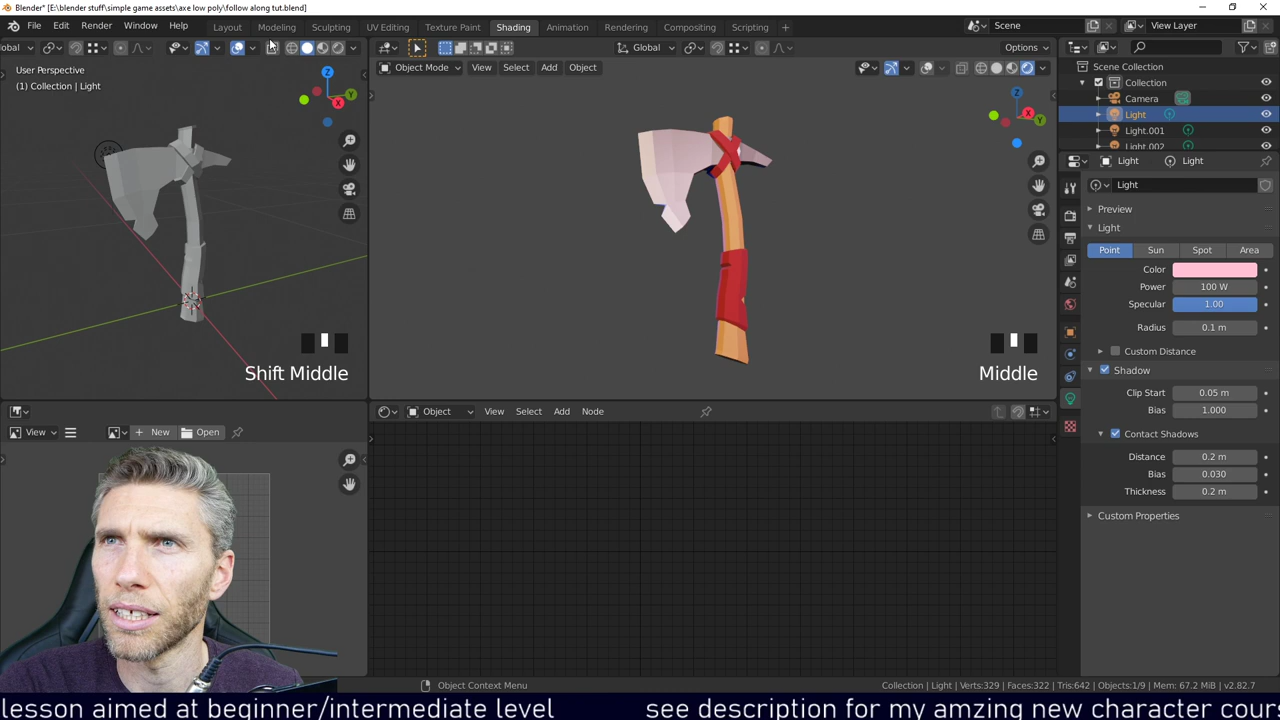 Blender* [E:\blender stuff\simple game assets\axe low poly\follow along tut.blend]
File Edit Render Window Help Layout Modeling Sculpting UV Editing Texture Paint Shading Animation Rendering Compositing Scripting Scene View Layer
obal Global Options
Object Mode View Select Add Object
User Perspective
(1) Collection | Light
Z
Y
X
Z
Y
X
Scene Collection
Collection
Camera
Light
Light.001
Light.002
Light Light
Light
Preview
Light
Point Sun Spot Area
Color
Power 100 W
Specular 1.00
Radius 0.1 m
Custom Distance
Shadow
Clip Start 0.05 m
Bias 1.000
Contact Shadows
Distance 0.2 m
Bias 0.030
Thickness 0.2 m
Custom Properties
Shift Middle
Middle
Object View Select Add Node
View New Open
Object Context Menu
Collection | Light | Verts:329 | Faces:322 | Tris:642 | Objects:1/9 | Mem: 67.2 MiB | v2.82.7
lesson aimed at beginner/intermediate level see description for my amzing new character cour